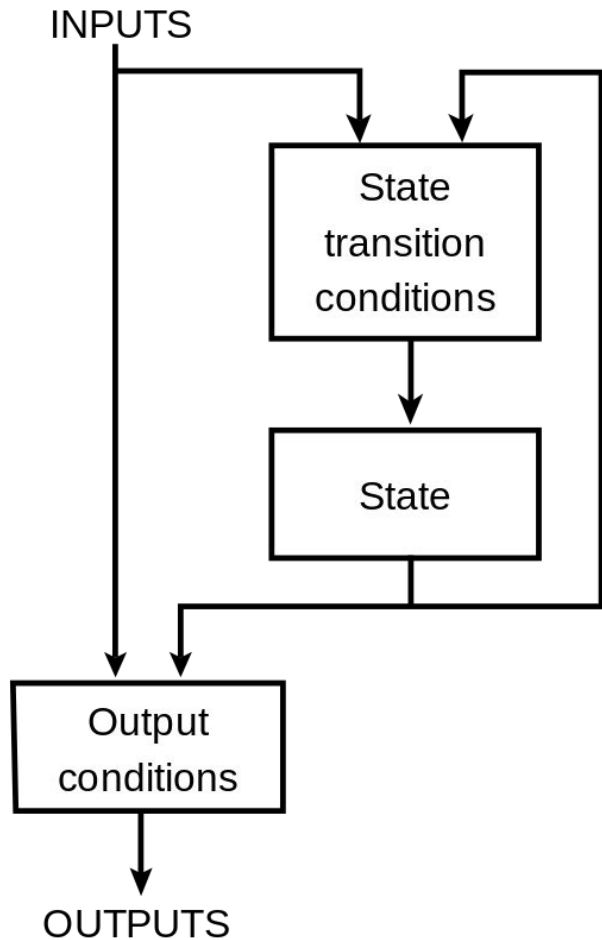 INPUTS
State
transition
conditions
State
Output
conditions
OUTPUTS